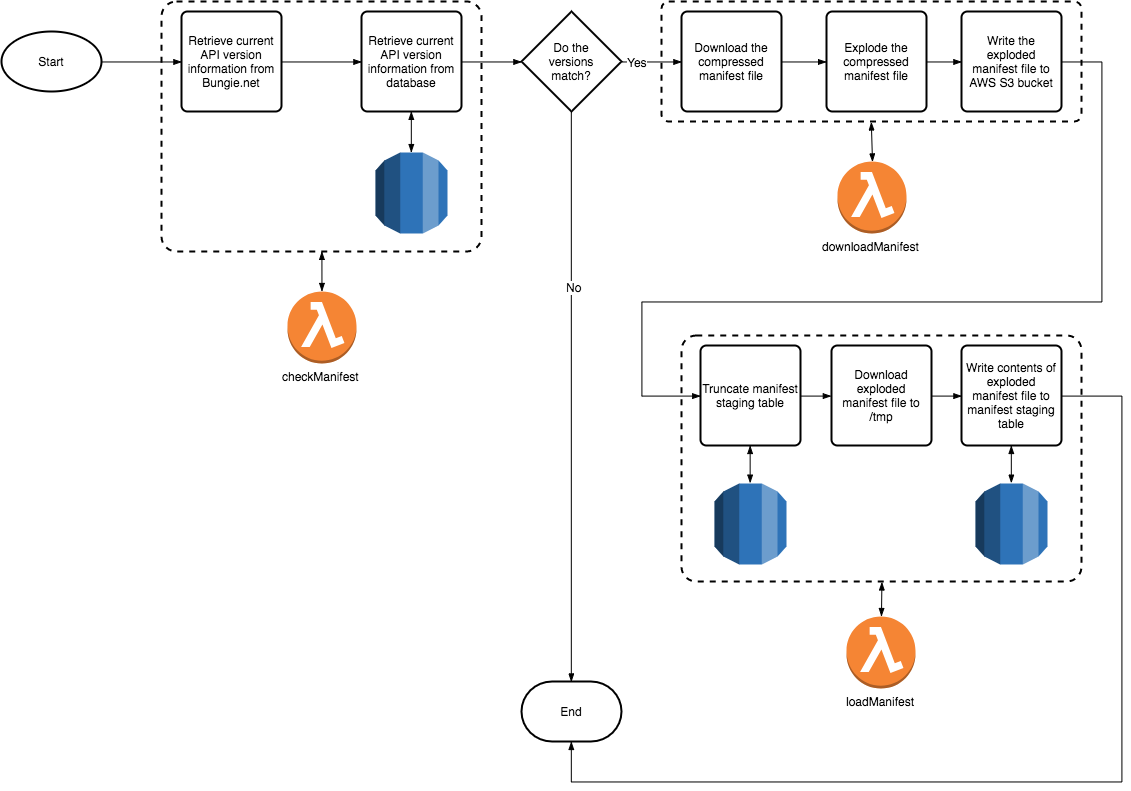 Start
Retrieve current
API version
information from
Bungie.net
Retrieve current
API version
information from
database
Do the
versions
match?
Yes
Download the
compressed
manifest file
Explode the
compressed
manifest file
Write the
exploded
manifest file to
AWS S3 bucket
downloadManifest
No
checkManifest
Truncate manifest
staging table
Download
exploded
manifest file to
/tmp
Write contents of
exploded
manifest file to
manifest staging
table
loadManifest
End